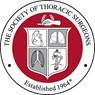 THE SOCIETY OF THORACIC SURGEONS
Established 1964